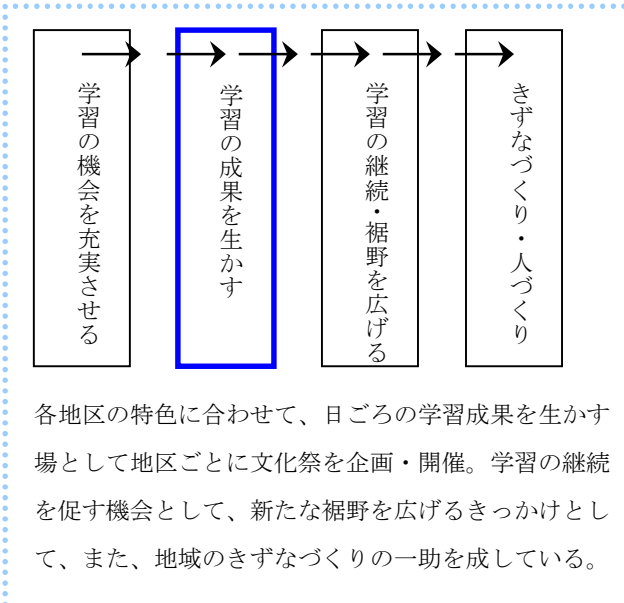 学習の機会を充実させる
学習の成果を生かす
学習の継続・裾野を広げる
きずなづくり・人づくり
各地区の特色に合わせて、日ごろの学習成果を生かす
場として地区ごとに文化祭を企画・開催。学習の継続
を促す機会として、新たな裾野を広げるきっかけとし
て、また、地域のきずなづくりの一助を成している。